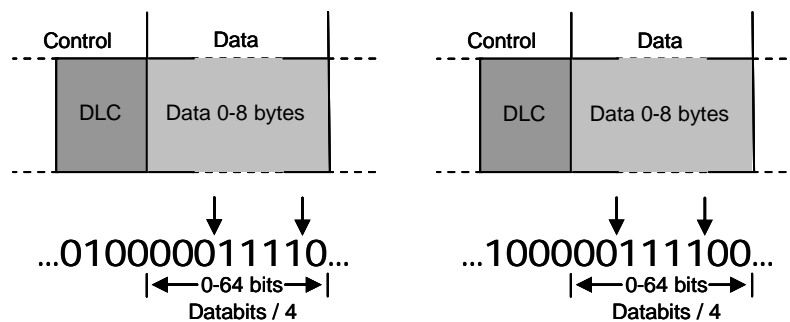 Control Data
DLC Data 0-8 bytes
...010000011110...
0-64 bits
Databits / 4
Control Data
DLC Data 0-8 bytes
...100000111100...
0-64 bits
Databits / 4